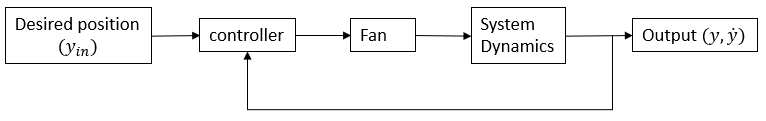 Desired position
(y_in)
controller
Fan
System
Dynamics
Output (y, ẏ)